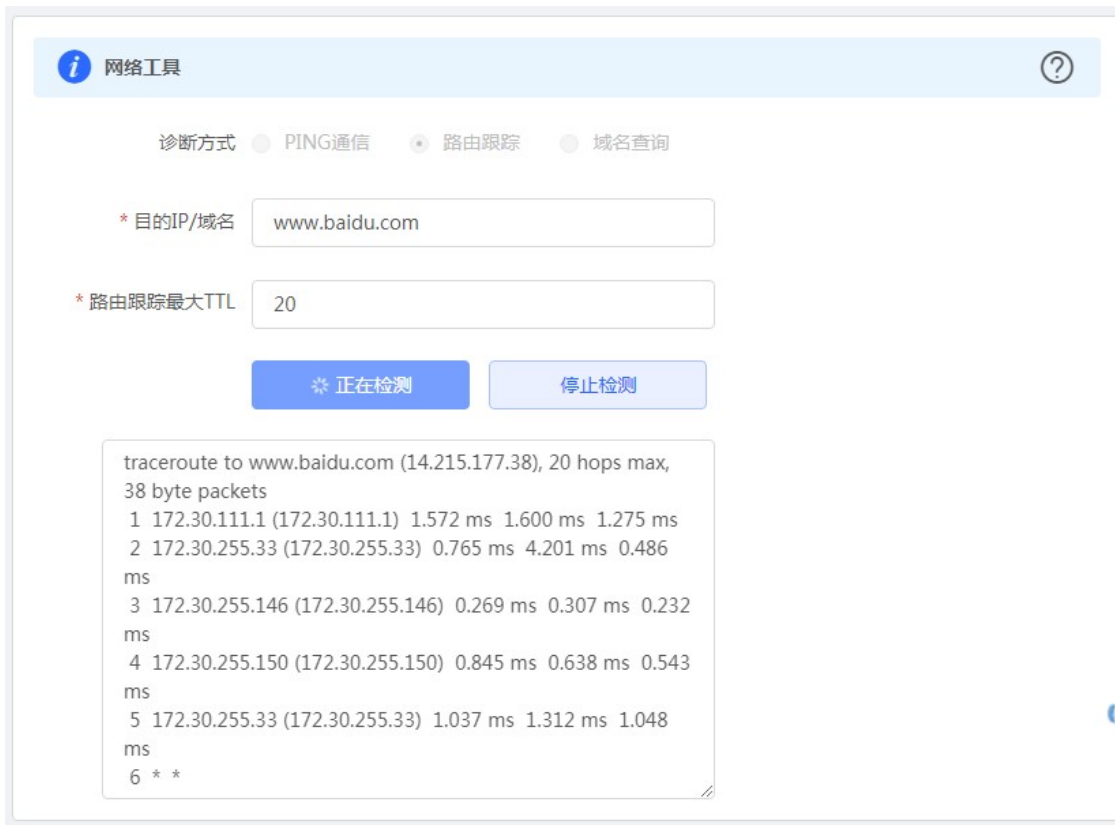 网络工具
诊断方式 PING通信 路由跟踪 域名查询
* 目的IP/域名 www.baidu.com
* 路由跟踪最大TTL 20
正在检测 停止检测
traceroute to www.baidu.com (14.215.177.38), 20 hops max,
38 byte packets
1 172.30.111.1 (172.30.111.1) 1.572 ms 1.600 ms 1.275 ms
2 172.30.255.33 (172.30.255.33) 0.765 ms 4.201 ms 0.486
ms
3 172.30.255.146 (172.30.255.146) 0.269 ms 0.307 ms 0.232
ms
4 172.30.255.150 (172.30.255.150) 0.845 ms 0.638 ms 0.543
ms
5 172.30.255.33 (172.30.255.33) 1.037 ms 1.312 ms 1.048
ms
6 * *